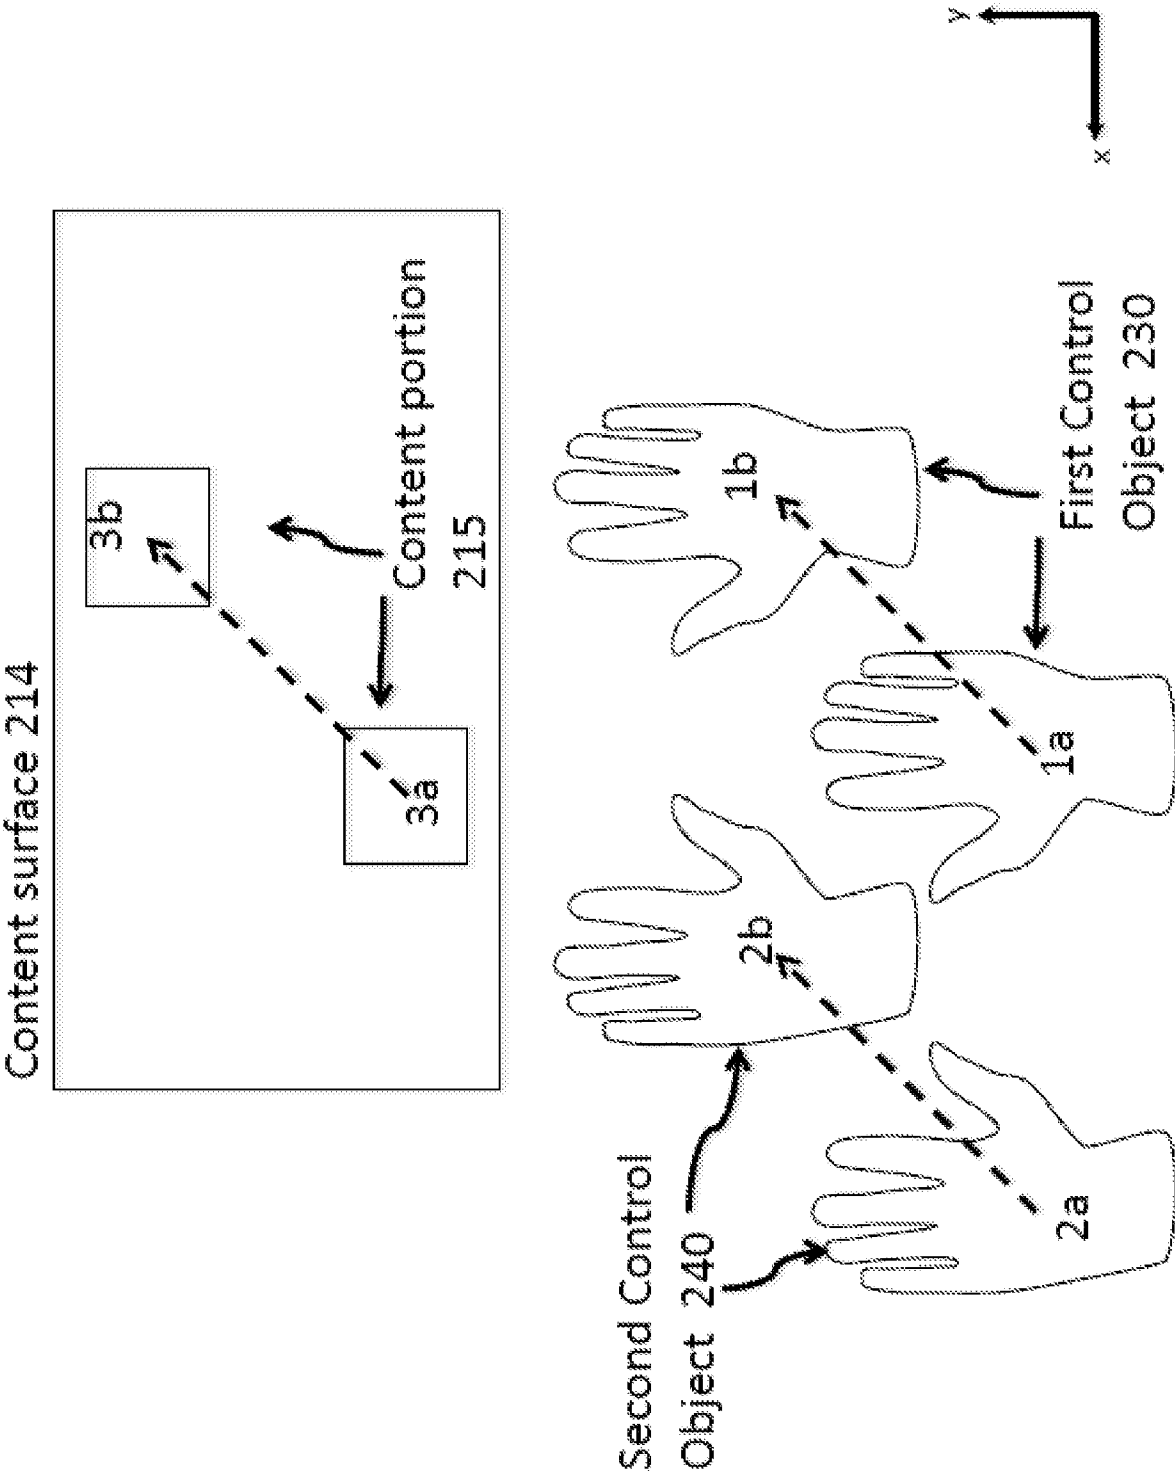 Content surface 214
3a
3b
Content portion
215
Second Control
Object 240
2a
2b
1a
1b
First Control
Object 230
Y
X